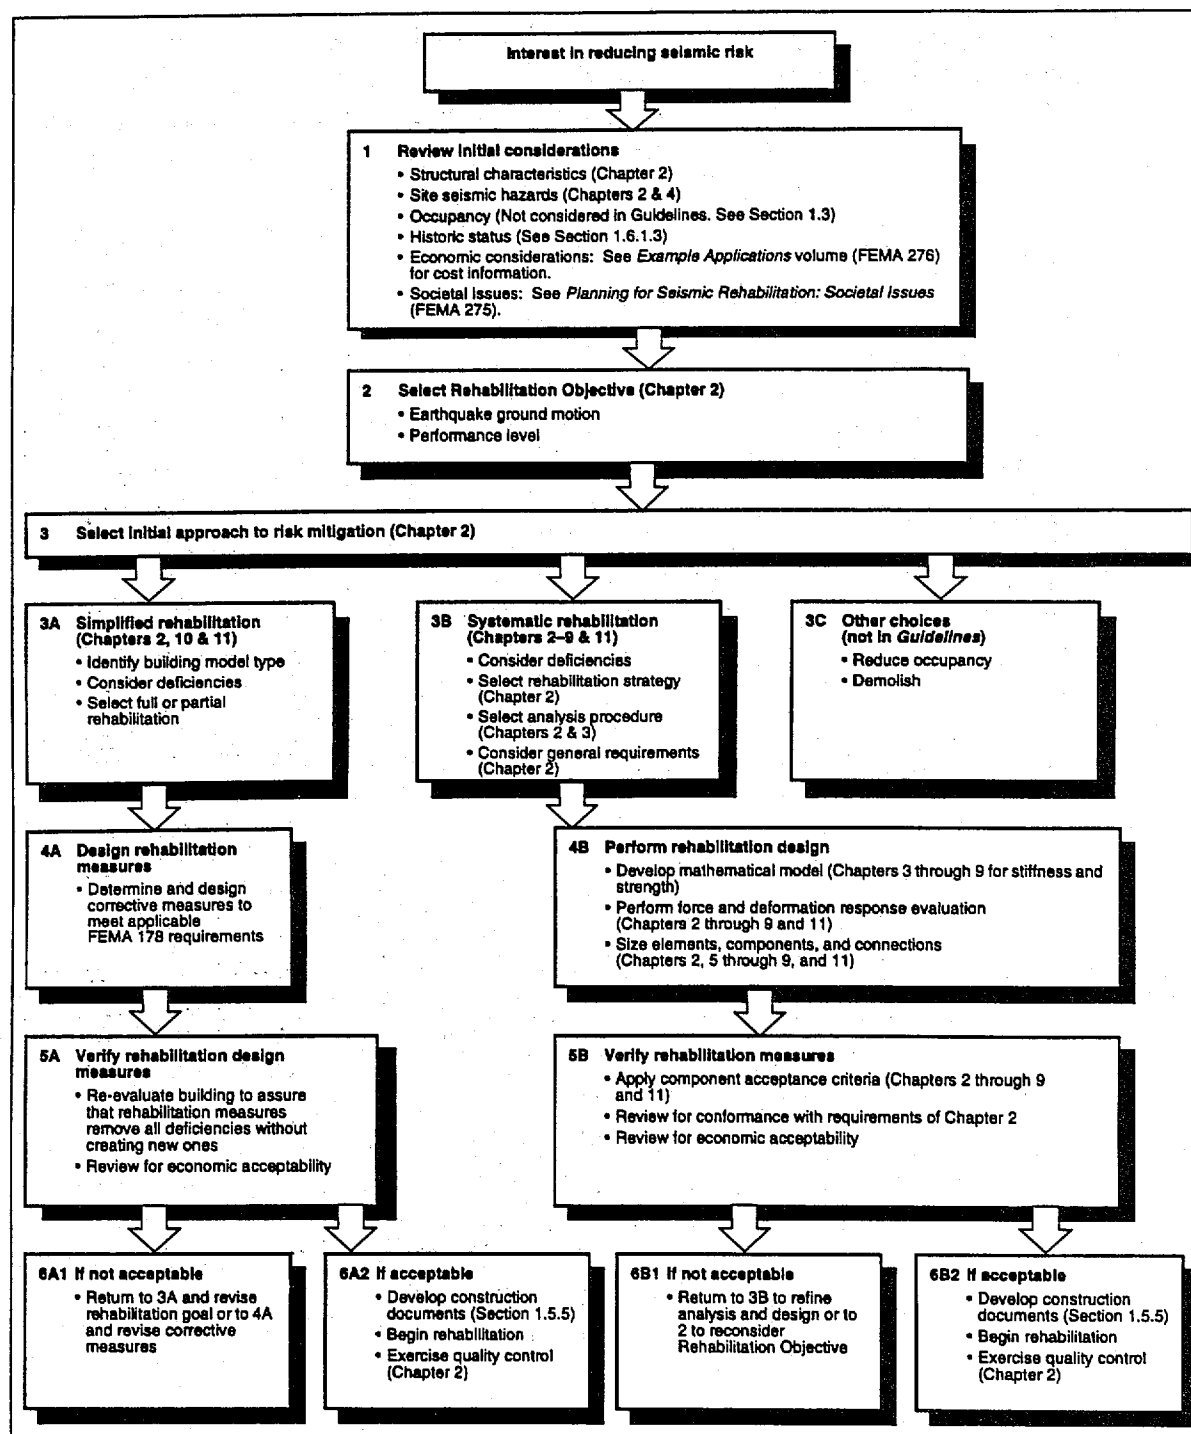 Interest in reducing seismic risk
1 Review initial considerations
• Structural characteristics (Chapter 2)
• Site seismic hazards (Chapters 2 & 4)
• Occupancy (Not considered in Guidelines. See Section 1.3)
• Historic status (See Section 1.6.1.3)
• Economic considerations: See Example Applications volume (FEMA 276)
for cost information.
• Societal Issues: See Planning for Seismic Rehabilitation: Societal Issues
(FEMA 275).
2 Select Rehabilitation Objective (Chapter 2)
• Earthquake ground motion
• Performance level
3 Select initial approach to risk mitigation (Chapter 2)
3A Simplified rehabilitation
(Chapters 2, 10 & 11)
• Identify building model type
• Consider deficiencies
• Select full or partial
rehabilitation
3B Systematic rehabilitation
(Chapters 2–9 & 11)
• Consider deficiencies
• Select rehabilitation strategy
(Chapter 2)
• Select analysis procedure
(Chapters 2 & 3)
• Consider general requirements
(Chapter 2)
3C Other choices
(not in Guidelines)
• Reduce occupancy
• Demolish
4A Design rehabilitation
measures
• Determine and design
corrective measures to
meet applicable
FEMA 178 requirements
4B Perform rehabilitation design
• Develop mathematical model (Chapters 3 through 9 for stiffness and
strength)
• Perform force and deformation response evaluation
(Chapters 2 through 9 and 11)
• Size elements, components, and connections
(Chapters 2, 5 through 9, and 11)
5A Verify rehabilitation design
measures
• Re-evaluate building to assure
that rehabilitation measures
remove all deficiencies without
creating new ones
• Review for economic acceptability
5B Verify rehabilitation measures
• Apply component acceptance criteria (Chapters 2 through 9
and 11)
• Review for conformance with requirements of Chapter 2
• Review for economic acceptability
6A1 If not acceptable
• Return to 3A and revise
rehabilitation goal or to 4A
and revise corrective
measures
6A2 If acceptable
• Develop construction
documents (Section 1.5.5)
• Begin rehabilitation
• Exercise quality control
(Chapter 2)
6B1 If not acceptable
• Return to 3B to refine
analysis and design or to
2 to reconsider
Rehabilitation Objective
6B2 If acceptable
• Develop construction
documents (Section 1.5.5)
• Begin rehabilitation
• Exercise quality control
(Chapter 2)